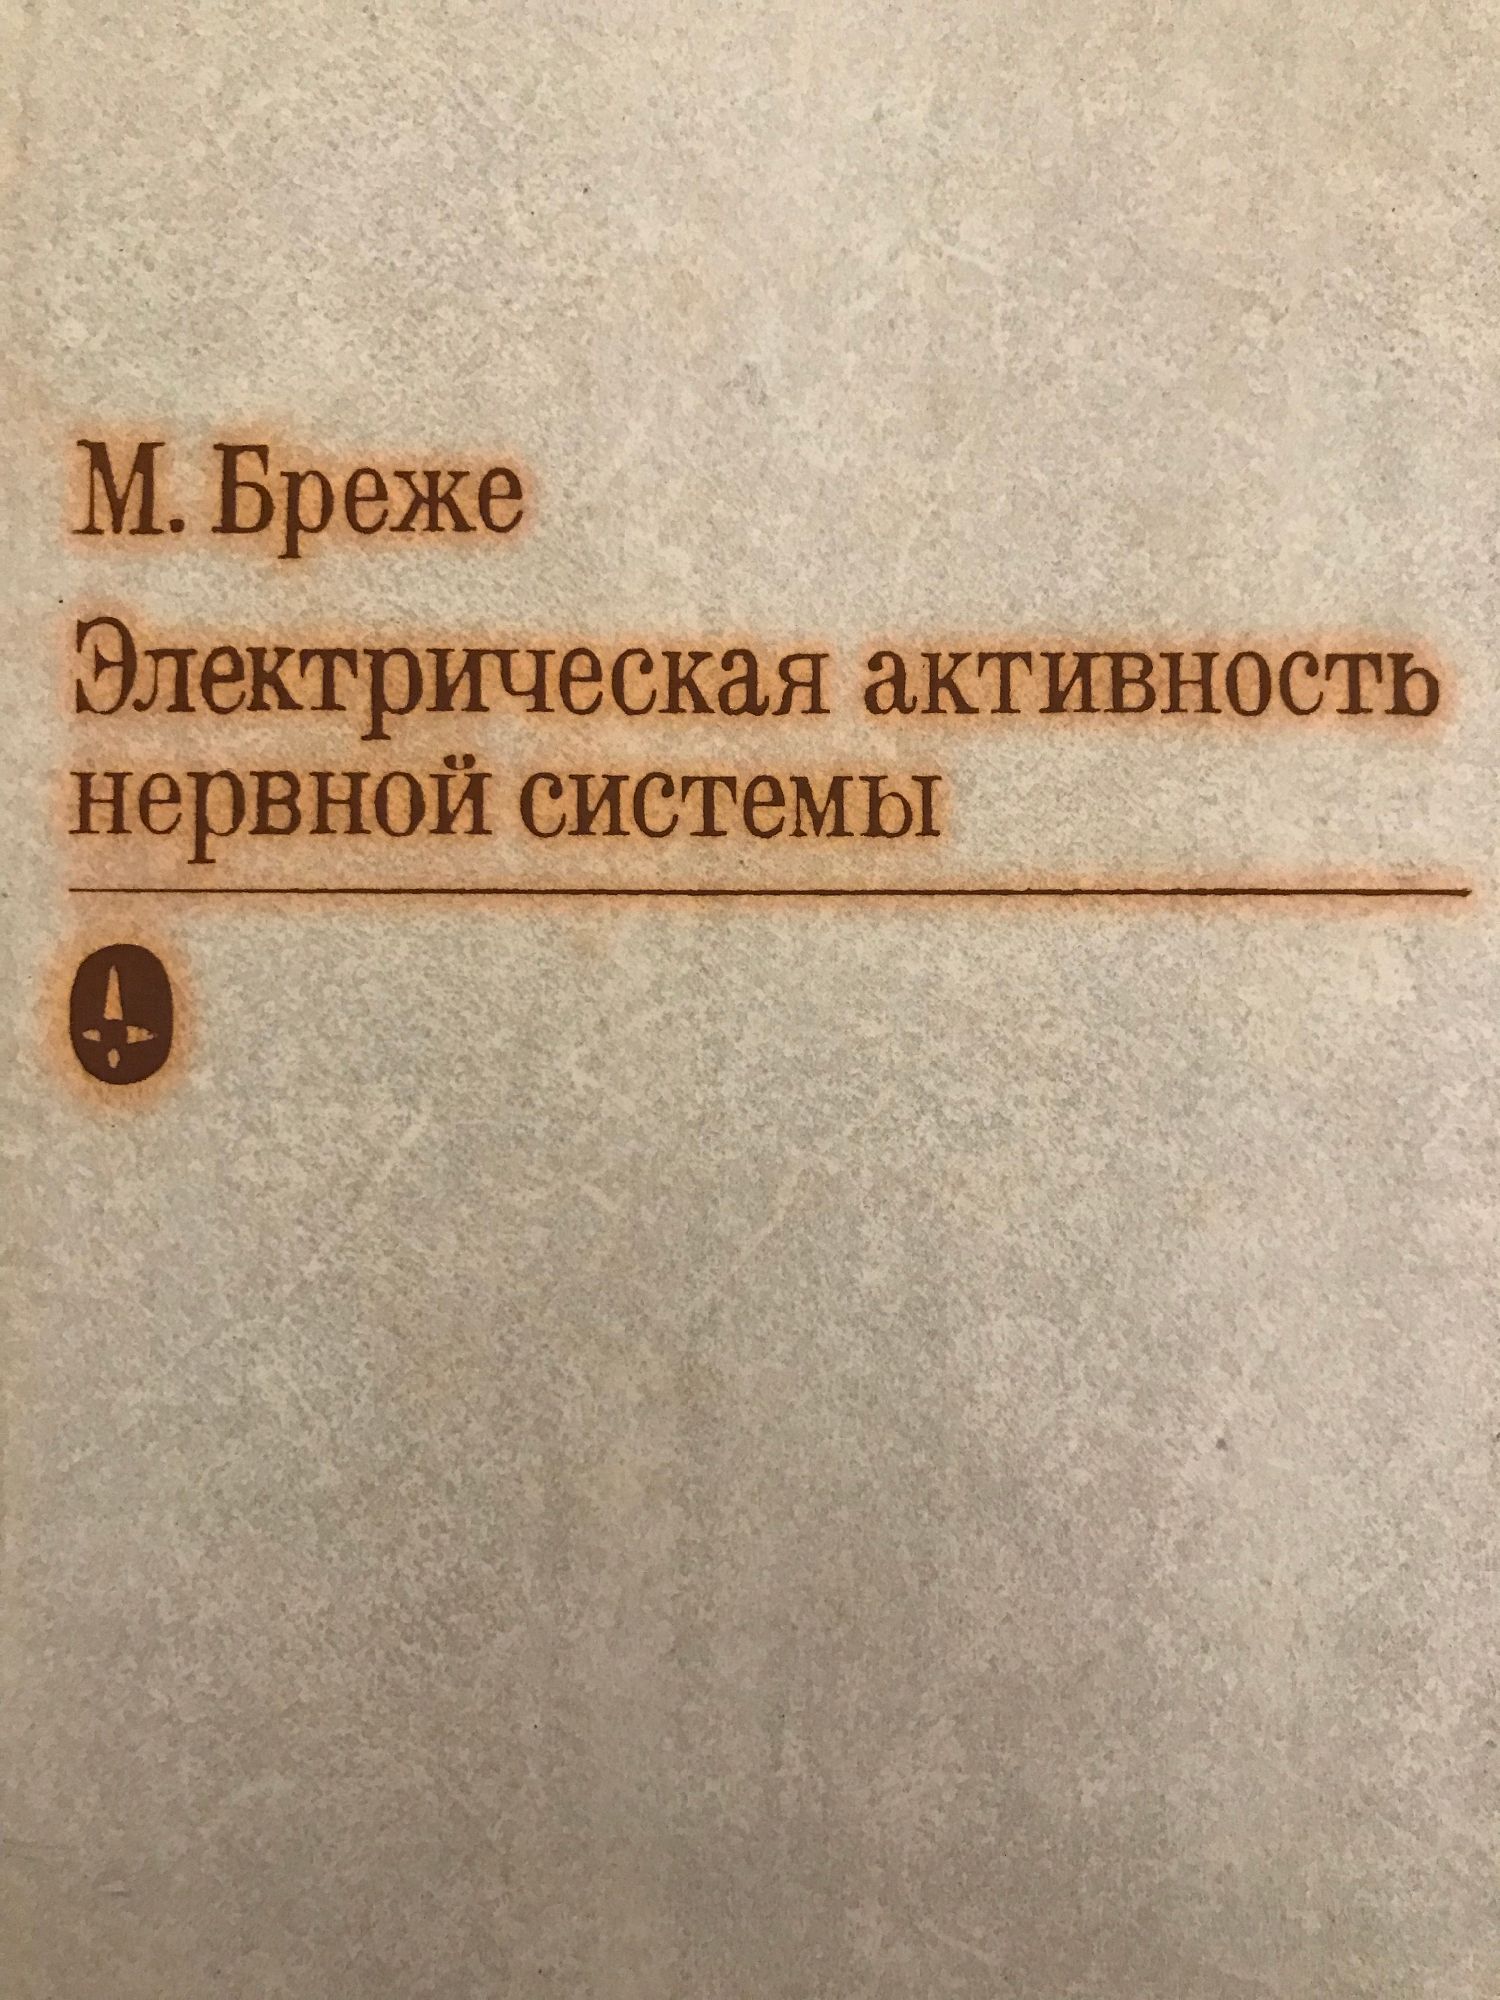 М. Бреже
Электрическая активность
нервной системы